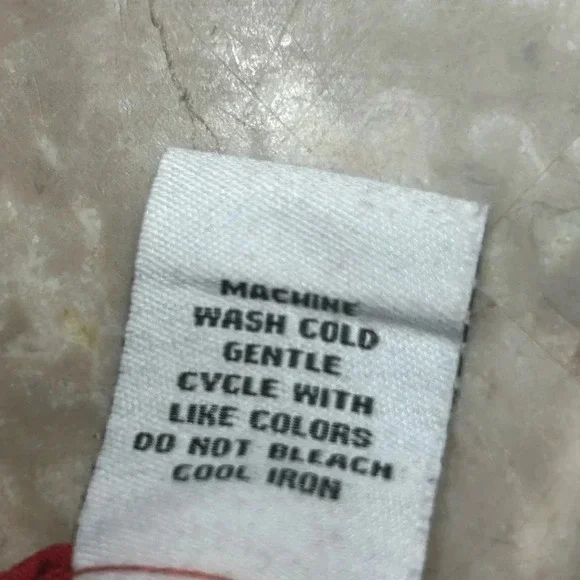 MACHINE
WASH COLD
GENTLE
CYCLE WITH
LIKE COLORS
DO NOT BLEACH
COOL IRON